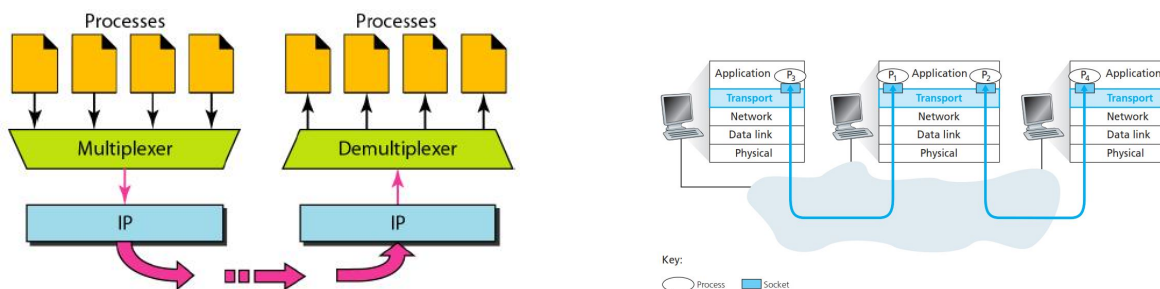 Processes
Processes
Multiplexer
Demultiplexer
IP
IP
Application
P3
P1
Application
P2
P4
Application
Transport
Transport
Transport
Network
Network
Network
Data link
Data link
Data link
Physical
Physical
Physical
Key:
Process
Socket